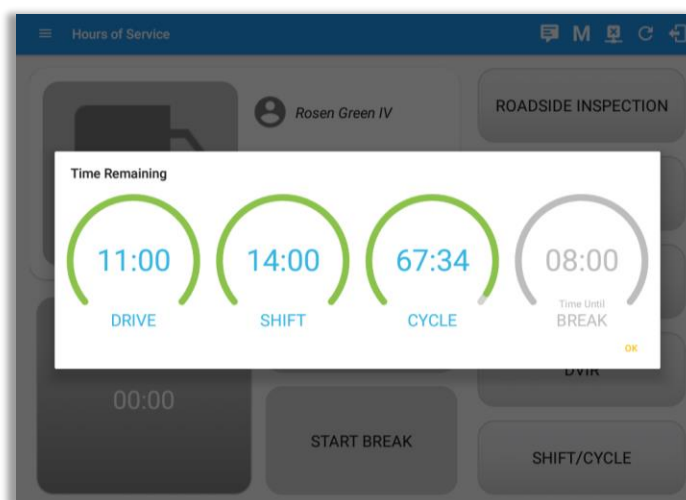 Hours of Service
M
Rosen Green IV
ROADSIDE INSPECTION
Time Remaining
11:00
DRIVE
14:00
SHIFT
67:34
CYCLE
08:00
Time Until
BREAK
OK
DVIR
00:00
START BREAK
SHIFT/CYCLE